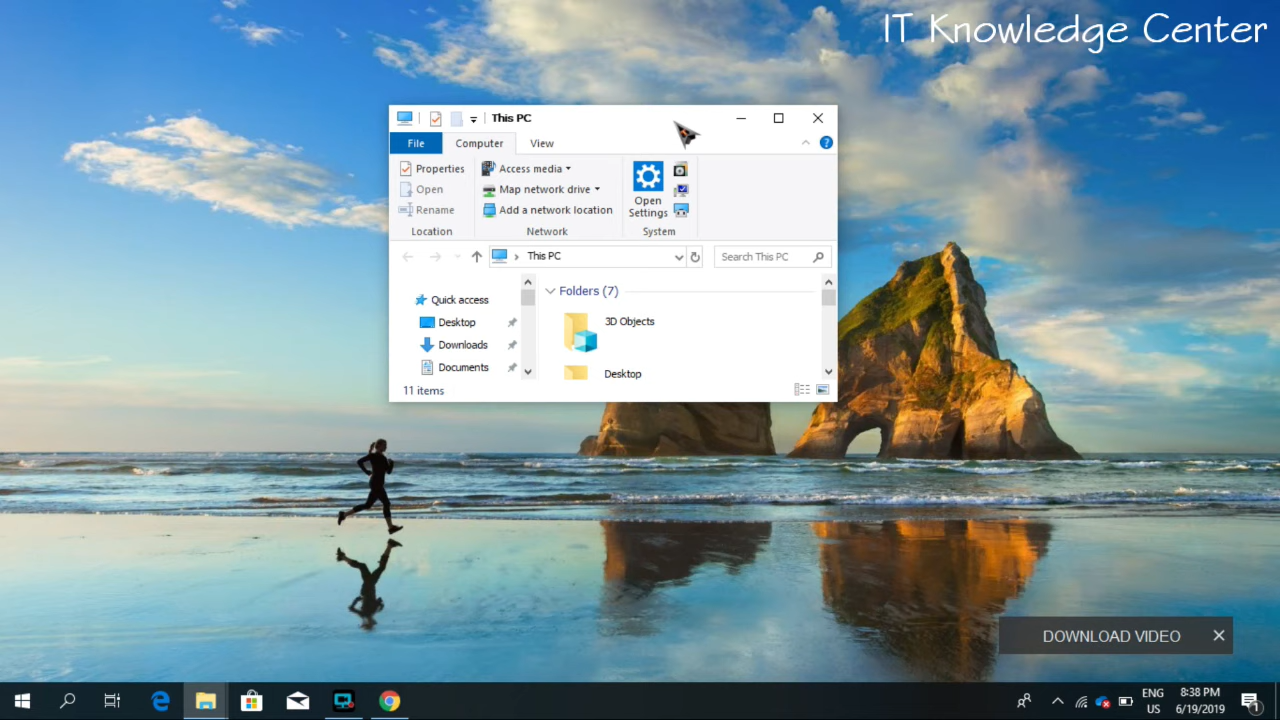 IT Knowledge Center
This PC
File Computer View
Properties
Open
Rename
Location
Access media
Map network drive
Add a network location
Network
Open
Settings
System
This PC
Search This PC
Quick access
Desktop
Downloads
Documents
Folders (7)
3D Objects
Desktop
11 items
DOWNLOAD VIDEO
ENG
US
8:38 PM
6/19/2019
1